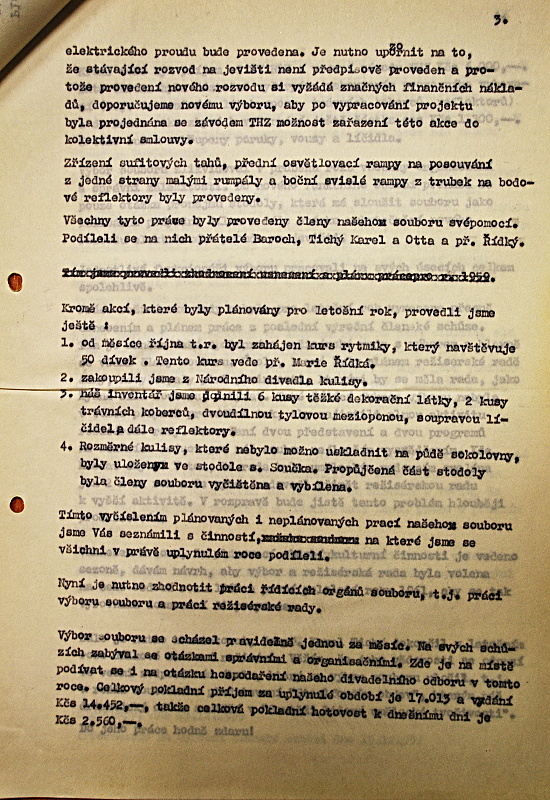 3.
elektrického proudu bude provedena. Je nutno upozornit na to,
že stávající rozvod na jevišti není předpisově proveden a pro-
tože provedení nového rozvodu si vyžádá značných finančních nákla-
dů, doporučujeme novému výboru, aby po vypracování projektu
byla projednána se závodem THZ možnost zařazení této akce do
kolektivní smlouvy.
Zřízení sufitových tahů, přední osvětlovací rampy na posouvání
z jedné strany malými rumpály a boční svislé rampy z trubek na bodo-
vé reflektory byly provedeny.
Všechny tyto práce byly provedeny členy našehox souboru svépomocí.
Podíleli se na nich přátelé Baroch, Tichý Karel a Otta a př. Řídký.
Kromě akcí, které byly plánovány pro letošní rok, provedli jsme
ještě :
1. od měsíce října t.r. byl zahájen kurs rytmiky, který navštěvuje
50 dívek . Tento kurs vede př. Marie Řídká.
2. zakoupili jsme z Národního divadla kulisy.
3. náš inventář jsme doplnili 6 kusy těžké dekorační látky, 2 kusy
trávních koberců, dvoudílnou tylovou mezioponou, soupravou lí-
čidel a dále reflektory.
4. Rozměrné kulisy, které nebylo možno uskladnit na půdě sokolovny,
byly uloženyx ve stodole s. Součka. Propůjčená část stodoly
byla členy souboru vyčištěna a vybílena.
Tímto vyčíslením plánovaných i neplánovaných prací našehox souboru
jsme Vás seznámili s činností, na které jsme se
všichni v právě uplynulém roce podíleli.
Nyní je nutno zhodnotit práci řídících orgánů souboru, t.j. práci
výboru souboru a práci režisérské rady.
Výbor souboru se scházel pravidelně jednou za měsíc. Na svých schů-
zích zabýval se otázkami správními a organisačními. Zde je na místě
podívat se i na otázku hospodaření našeho divadelního odboru v tomto
roce. Celkový pokladní příjem za uplynulé období je 17.013 a vydání
Kčs 14.452,-–, takže celková pokladní hotovost k dnešnímu dni je
Kčs 2.560,-–.